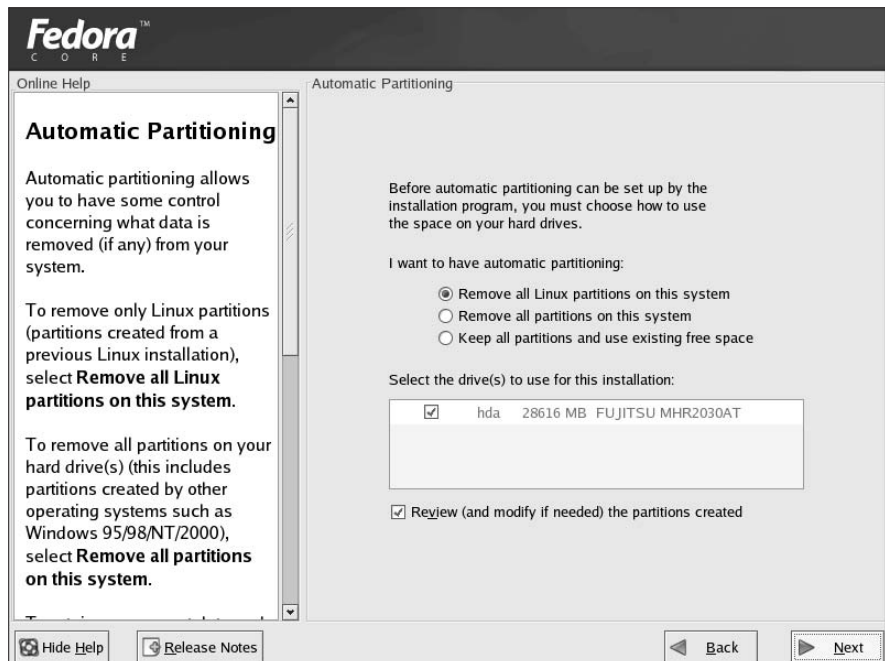 Fedora™
CORE
Online Help
Automatic Partitioning
Automatic partitioning allows
you to have some control
concerning what data is
removed (if any) from your
system.
To remove only Linux partitions
(partitions created from a
previous Linux installation),
select Remove all Linux
partitions on this system.
To remove all partitions on your
hard drive(s) (this includes
partitions created by other
operating systems such as
Windows 95/98/NT/2000),
select Remove all partitions
on this system.
Automatic Partitioning
Before automatic partitioning can be set up by the
installation program, you must choose how to use
the space on your hard drives.
I want to have automatic partitioning:
Remove all Linux partitions on this system
Remove all partitions on this system
Keep all partitions and use existing free space
Select the drive(s) to use for this installation:
hda 28616 MB FUJITSU MHR2030AT
Review (and modify if needed) the partitions created
Hide Help
Release Notes
Back
Next